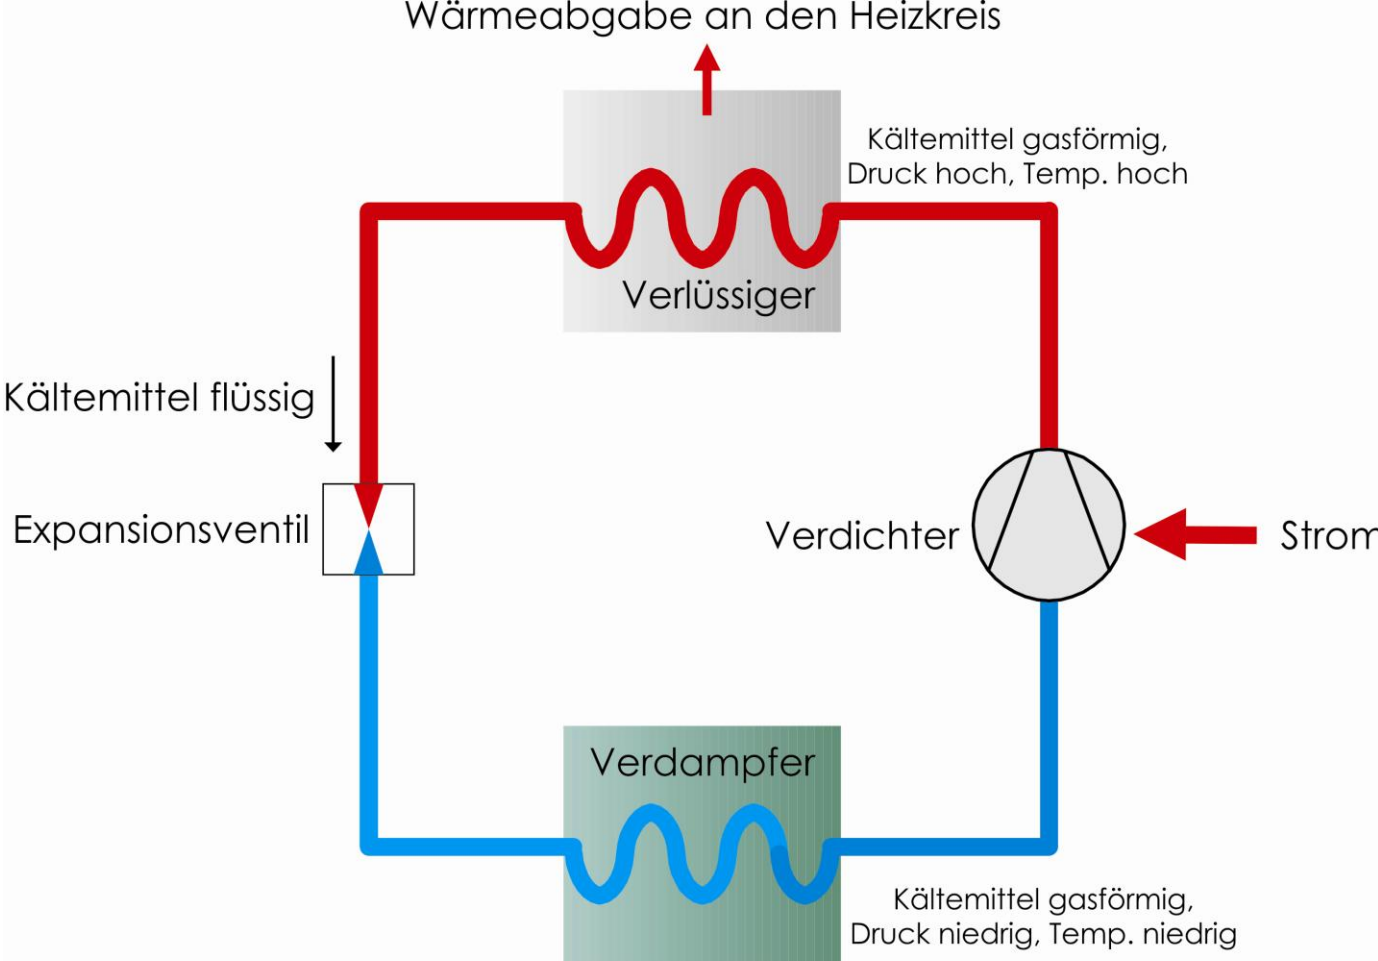 Wärmeabgabe an den Heizkreis
Kältemittel gasförmig,
Druck hoch, Temp. hoch
Verlüssiger
Kältemittel flüssig
Expansionsventil
Verdichter
Strom
Verdampfer
Kältemittel gasförmig,
Druck niedrig, Temp. niedrig